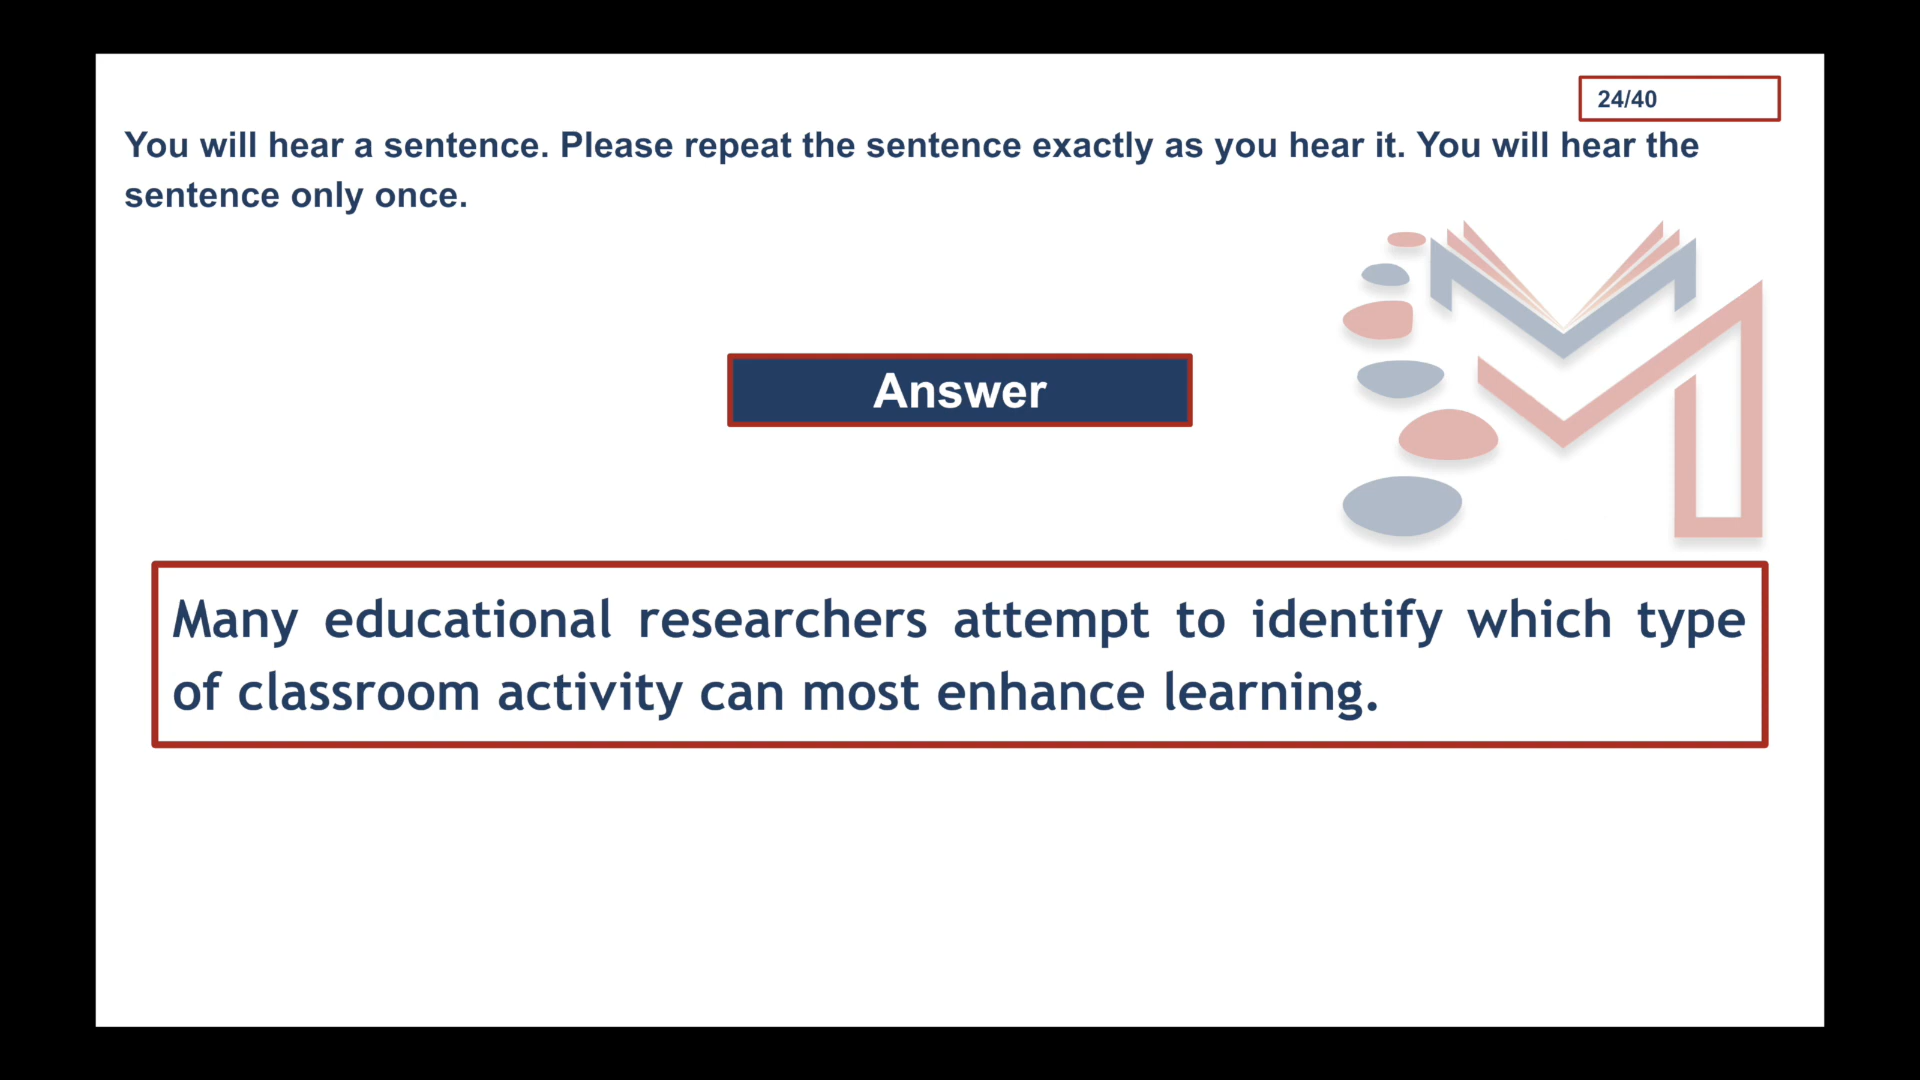 24/40
You will hear a sentence. Please repeat the sentence exactly as you hear it. You will hear the
sentence only once.
Answer
Many educational researchers attempt to identify which type
of classroom activity can most enhance learning.